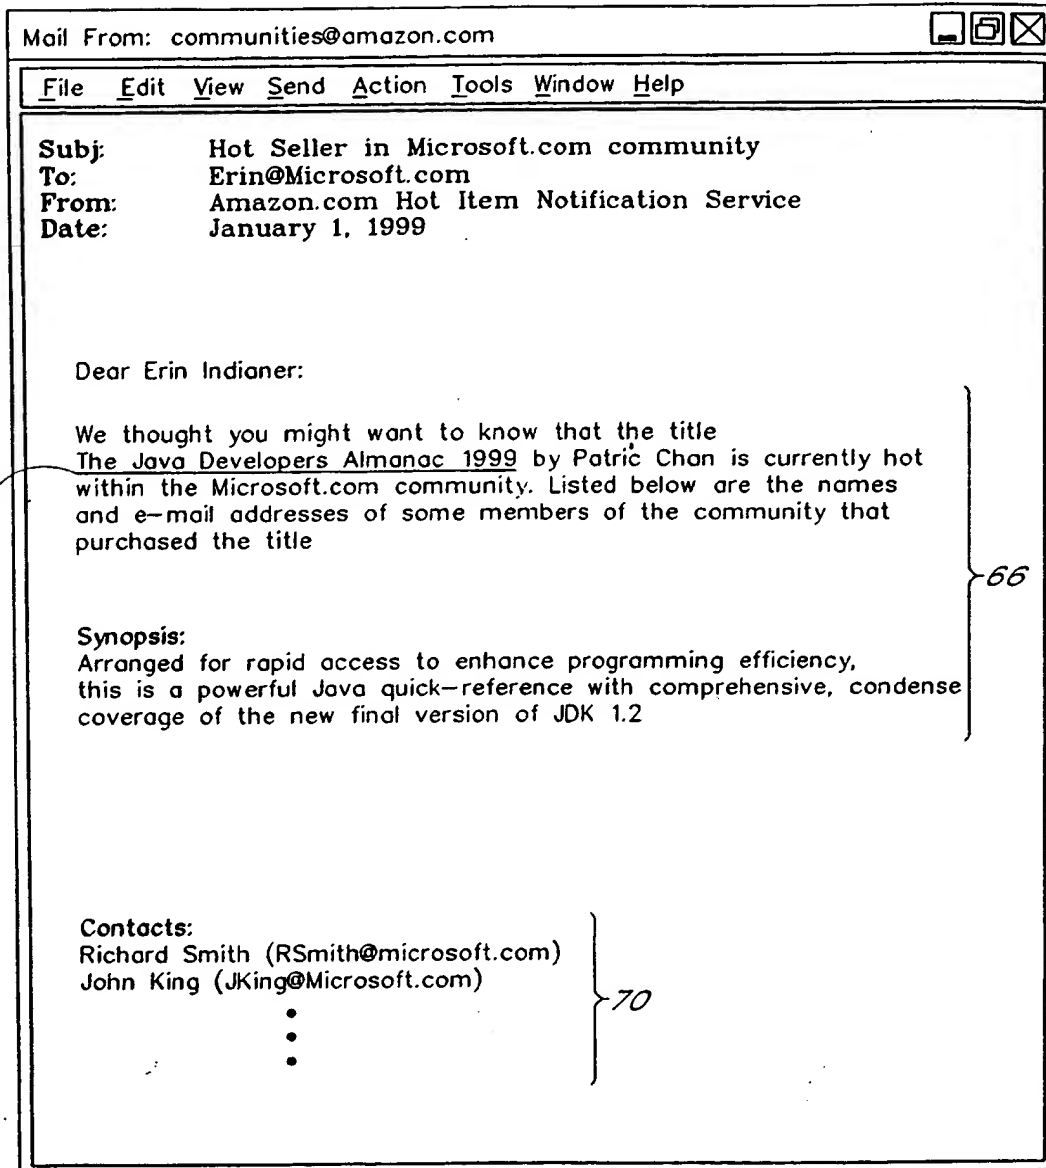 Mail From: communities@amazon.com
File Edit View Send Action Tools Window Help
Subj: Hot Seller in Microsoft.com community
To: Erin@Microsoft.com
From: Amazon.com Hot Item Notification Service
Date: January 1, 1999
Dear Erin Indianer:
We thought you might want to know that the title
The Java Developers Almanac 1999 by Patric Chan is currently hot
within the Microsoft.com community. Listed below are the names
and e-mail addresses of some members of the community that
purchased the title
66
Synopsis:
Arranged for rapid access to enhance programming efficiency,
this is a powerful Java quick-reference with comprehensive, condense
coverage of the new final version of JDK 1.2
Contacts:
Richard Smith (RSmith@microsoft.com)
John King (JKing@Microsoft.com)
70